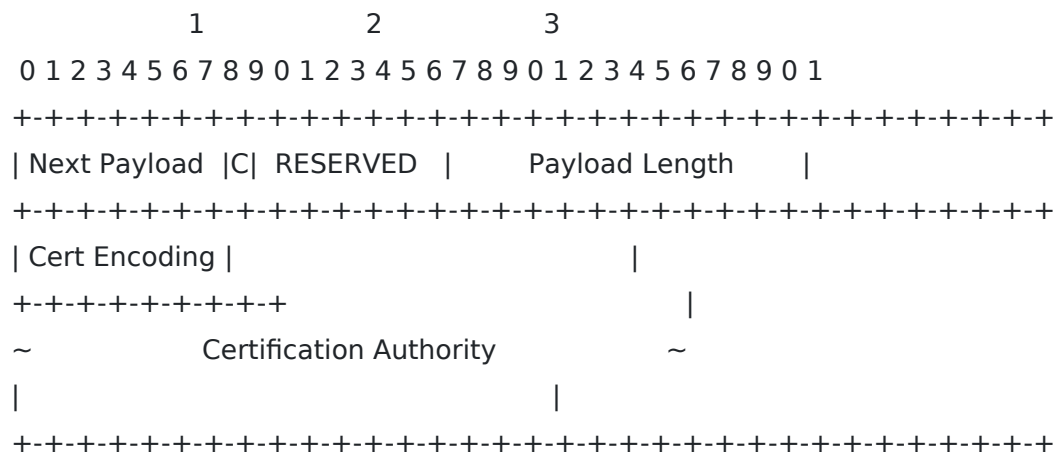 1 2 3
0 1 2 3 4 5 6 7 8 9 0 1 2 3 4 5 6 7 8 9 0 1 2 3 4 5 6 7 8 9 0 1
+-+-+-+-+-+-+-+-+-+-+-+-+-+-+-+-+-+-+-+-+-+-+-+-+-+-+-+-+-+-+-+-+
| Next Payload |C| RESERVED | Payload Length |
+-+-+-+-+-+-+-+-+-+-+-+-+-+-+-+-+-+-+-+-+-+-+-+-+-+-+-+-+-+-+-+-+
| Cert Encoding | |
+-+-+-+-+-+-+-+-+ |
~ Certification Authority ~
| |
+-+-+-+-+-+-+-+-+-+-+-+-+-+-+-+-+-+-+-+-+-+-+-+-+-+-+-+-+-+-+-+-+